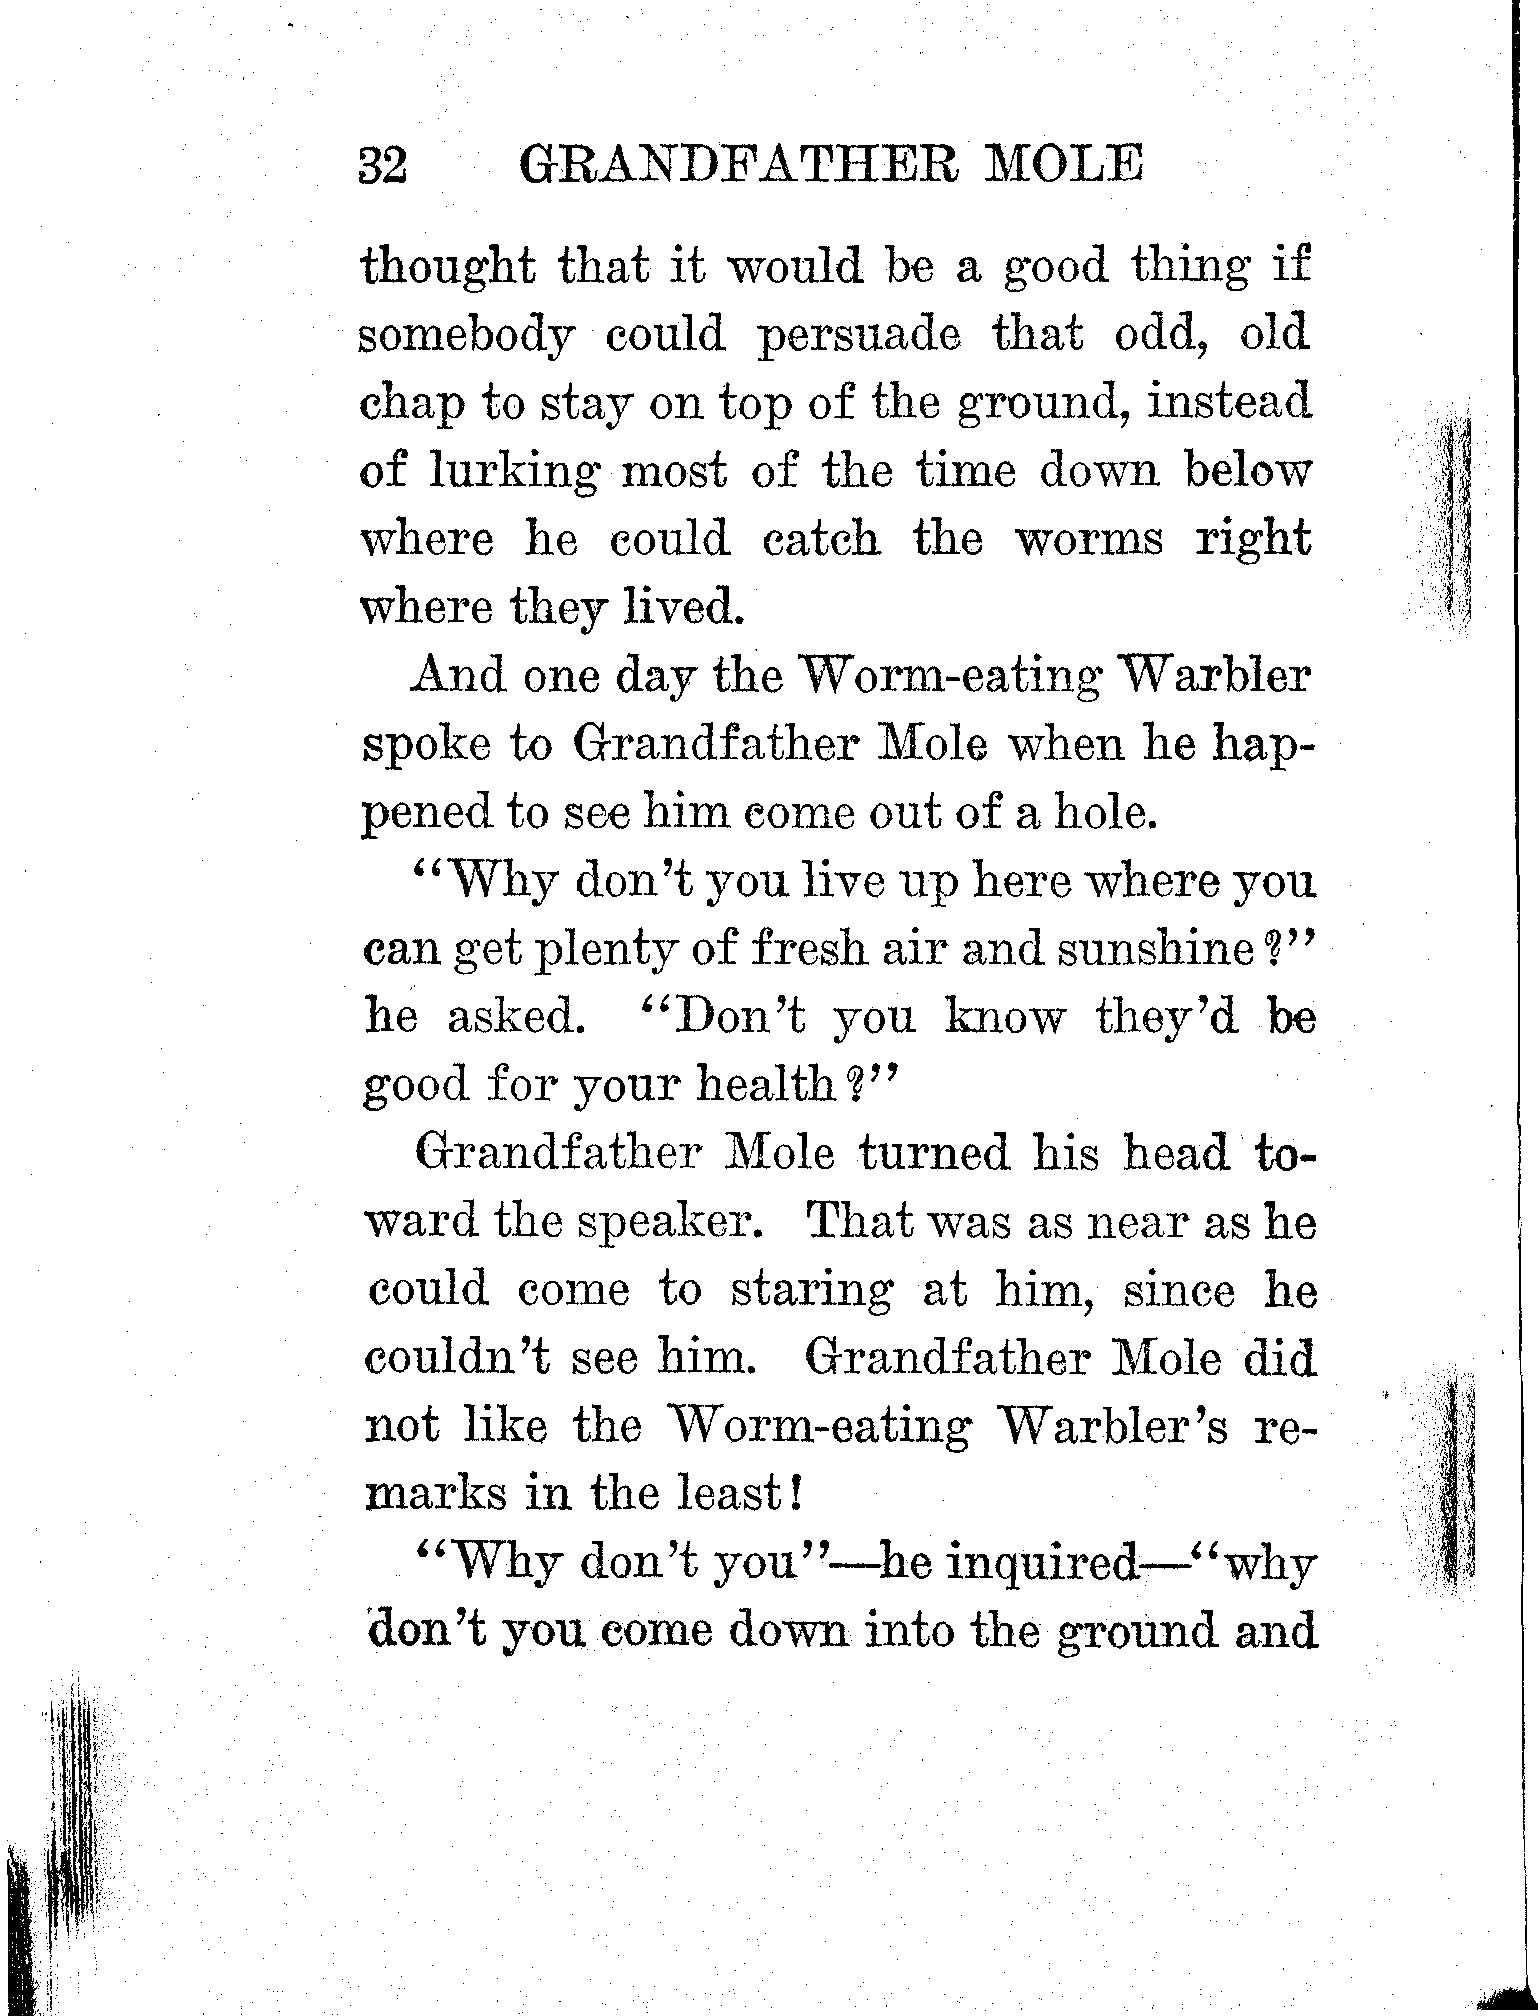 32 GRANDFATHER MOLE
thought that it would be a good thing if
somebody could persuade that odd, old
chap to stay on top of the ground, instead
of lurking most of the time down below
where he could catch the worms right
where they lived.
And one day the Worm-eating Warbler
spoke to Grandfather Mole when he hap-
pened to see him come out of a hole.
“Why don’t you live up here where you
can get plenty of fresh air and sunshine?”
he asked. “Don’t you know they’d be
good for your health?”
Grandfather Mole turned his head to-
ward the speaker. That was as near as he
could come to staring at him, since he
couldn’t see him. Grandfather Mole did
not like the Worm-eating Warbler’s re-
marks in the least!
“Why don’t you”—he inquired—“why
don’t you come down into the ground and